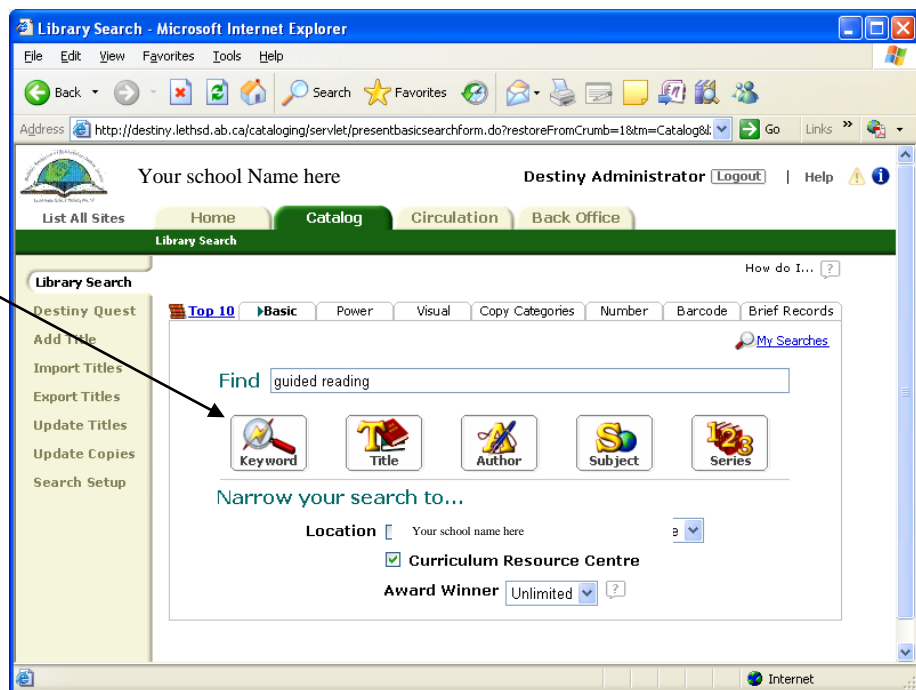 Library Search - Microsoft Internet Explorer
File Edit View Favorites Tools Help
Back Search Favorites
Address http://destiny.lethsd.ab.ca/cataloging/servlet/presentbasicsearchform.do?restoreFromCrumb=1&tm=Catalog&l Go Links »
Your school Name here Destiny Administrator Logout | Help
List All Sites Home Catalog Circulation Back Office
Library Search
How do I... ?
Library Search
Destiny Quest Top 10 Basic Power Visual Copy Categories Number Barcode Brief Records
Add Title My Searches
Import Titles
Find guided reading
Export Titles
Update Titles
Update Copies
Keyword Title Author Subject Series
Search Setup
Narrow your search to...
Location Your school name here e
Curriculum Resource Centre
Award Winner Unlimited ?
Internet